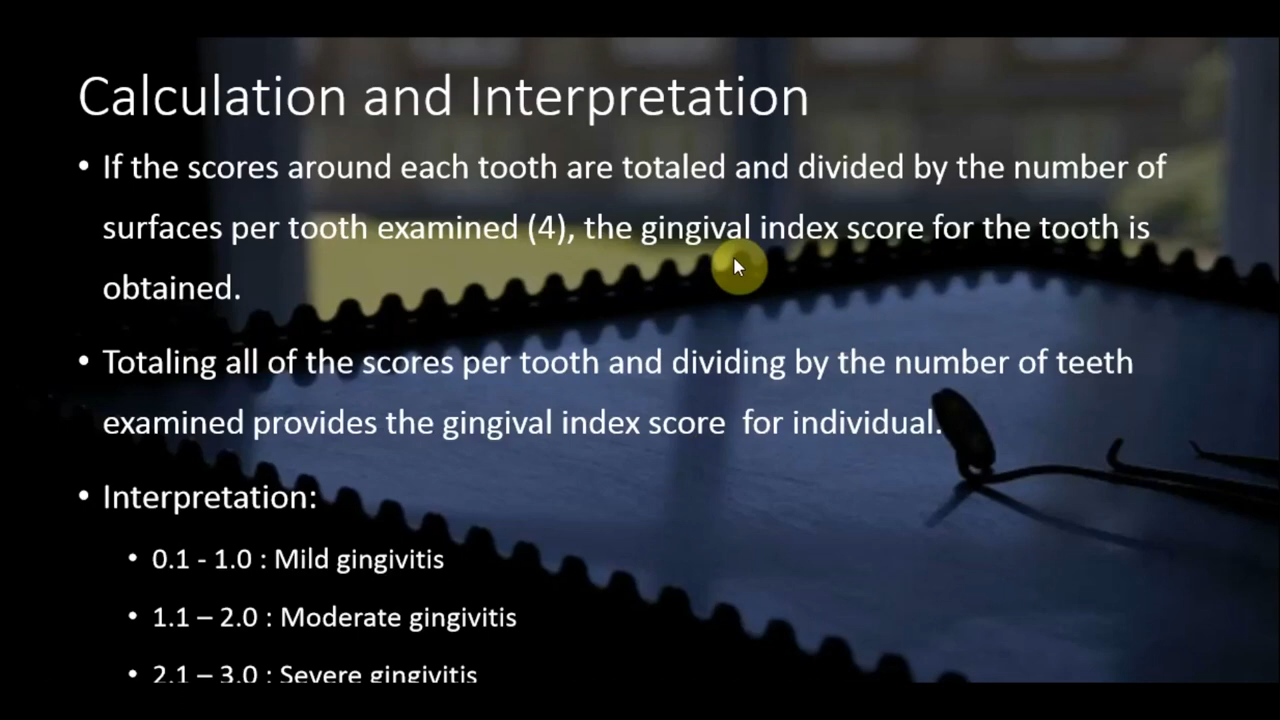 Calculation and Interpretation
• If the scores around each tooth are totaled and divided by the number of
surfaces per tooth examined (4), the gingival index score for the tooth is
obtained.
• Totaling all of the scores per tooth and dividing by the number of teeth
examined provides the gingival index score  for individual.
• Interpretation:
• 0.1 - 1.0 : Mild gingivitis
• 1.1 – 2.0 : Moderate gingivitis
• 2.1 – 3.0 : Severe gingivitis